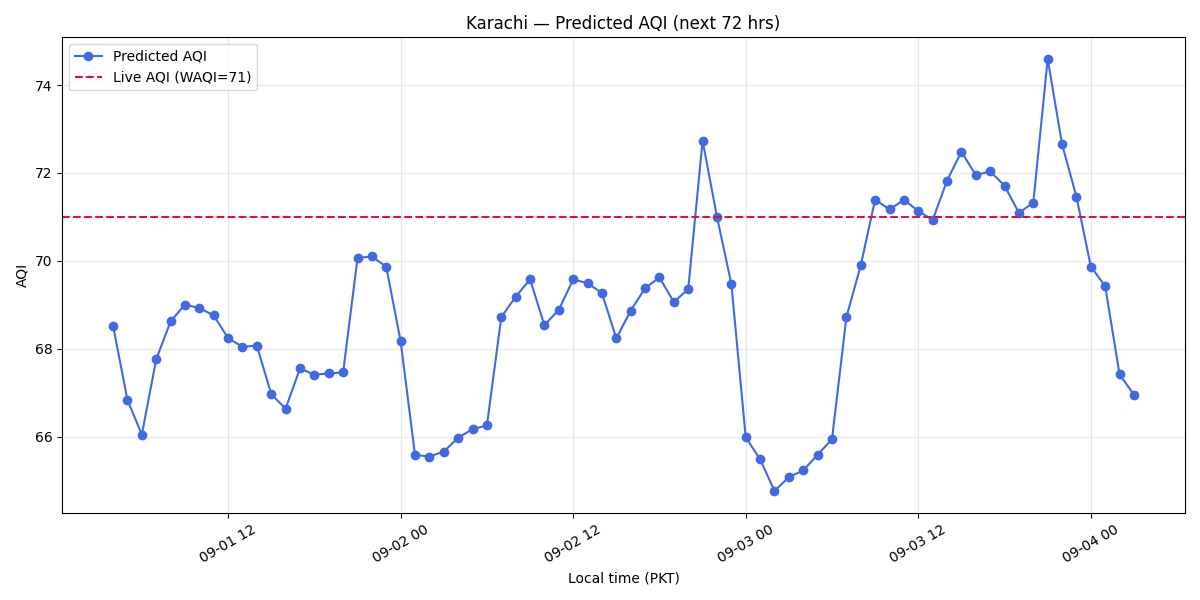 Karachi — Predicted AQI (next 72 hrs)
Predicted AQI
Live AQI (WAQI=71)
AQI
74
72
70
68
66
09-01 12
09-02 00
09-02 12
09-03 00
09-03 12
09-04 00
Local time (PKT)